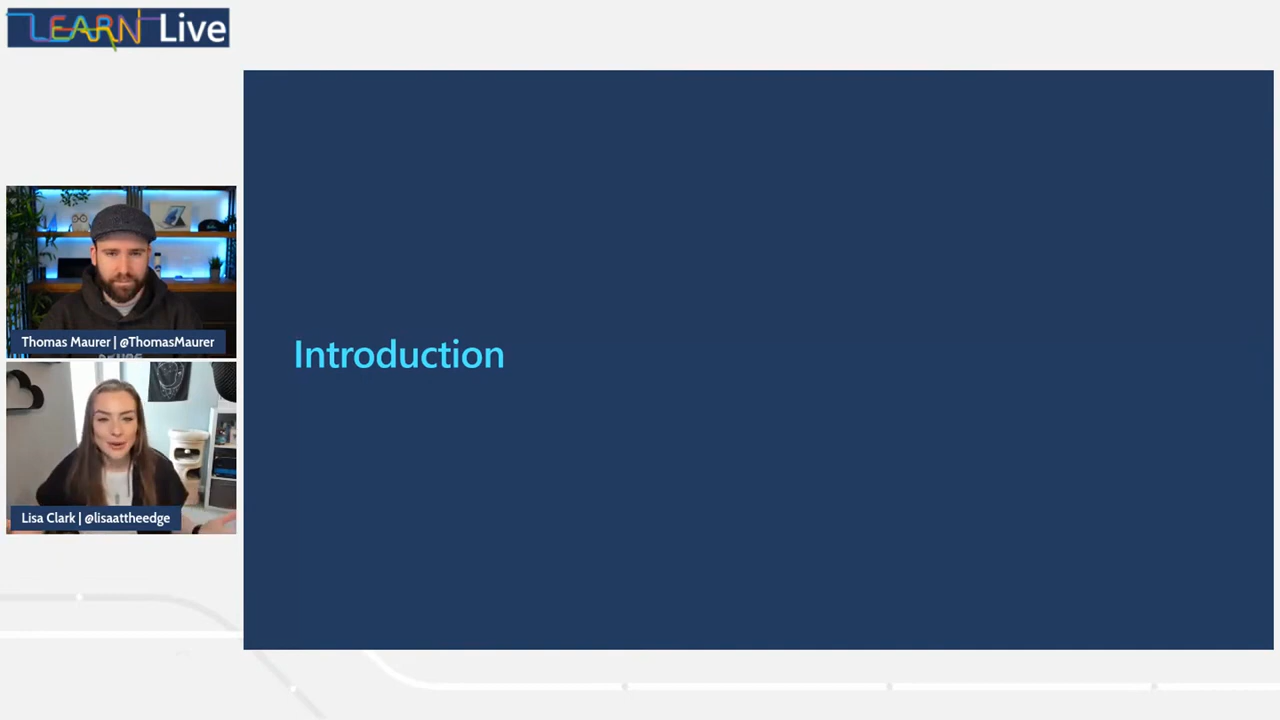 LEARN Live
Introduction
Thomas Maurer | @ThomasMaurer
Lisa Clark | @lisaattheedge